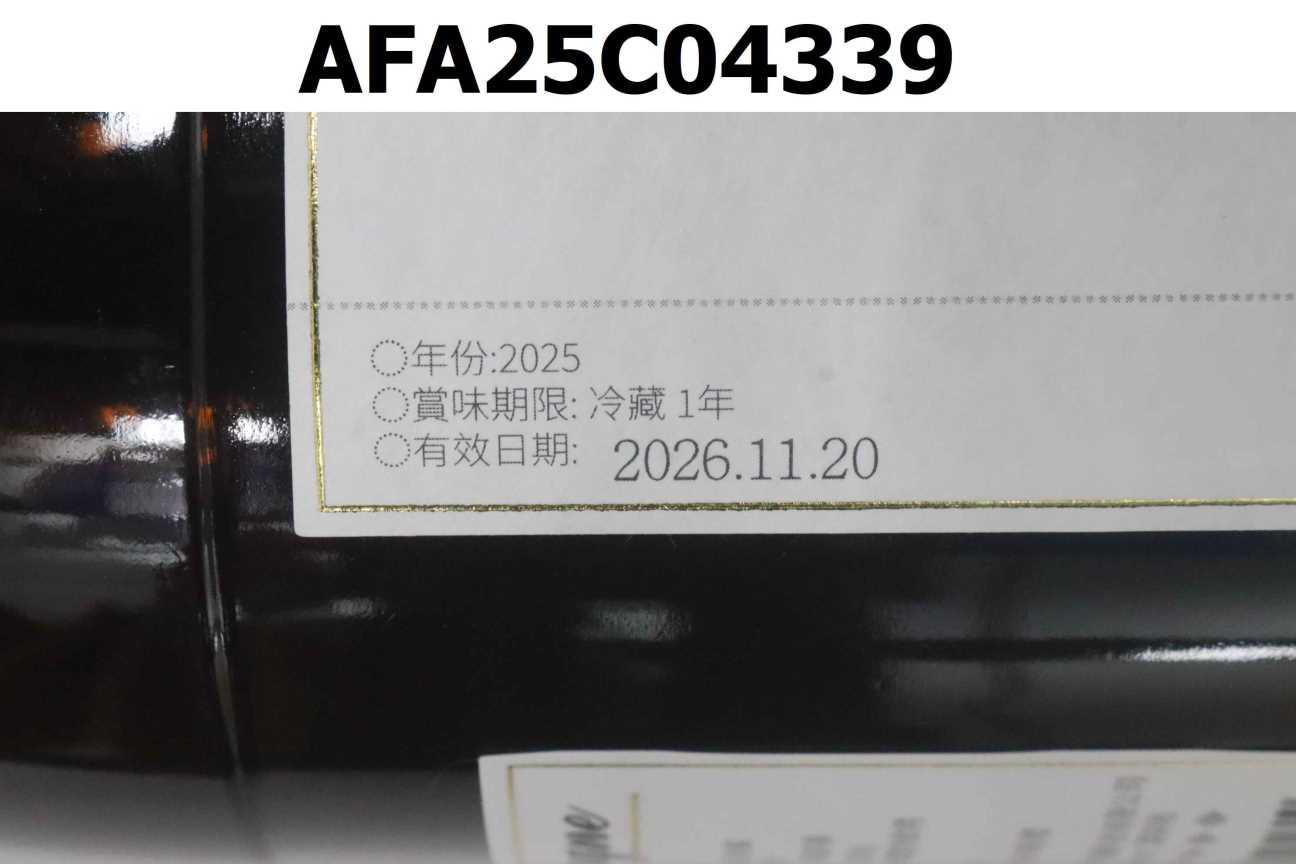 AFA25C04339
年份:2025
賞味期限: 冷藏 1年
有效日期: 2026.11.20